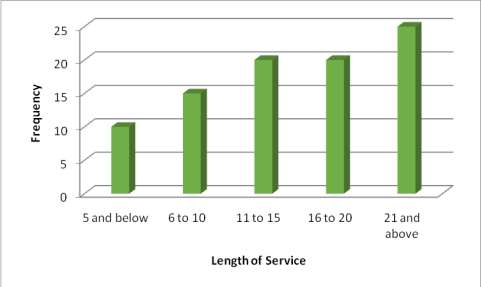 25
20
15
10
5
0
Frequency
5 and below
6 to 10
11 to 15
16 to 20
21 and
above
Length of Service